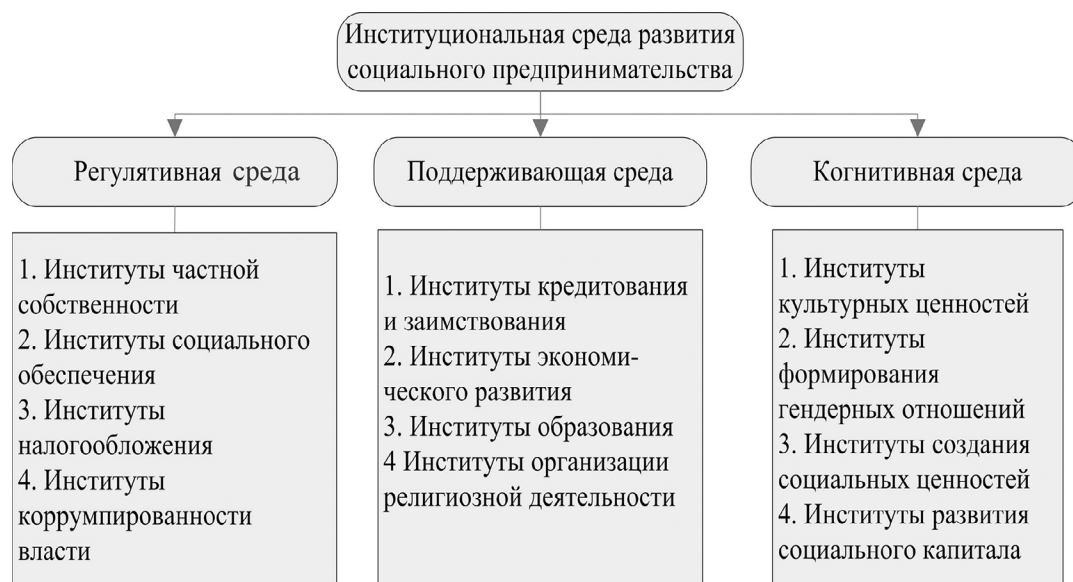 Институциональная среда развития
социального предпринимательства
Регулятивная среда
Поддерживающая среда
Когнитивная среда
1. Институты частной
собственности
2. Институты социального
обеспечения
3. Институты
налогообложения
4. Институты
коррумпированности
власти
1. Институты кредитования
и заимствования
2. Институты экономи-
ческого развития
3. Институты образования
4 Институты организации
религиозной деятельности
1. Институты
культурных ценностей
2. Институты
формирования
гендерных отношений
3. Институты создания
социальных ценностей
4. Институты развития
социального капитала